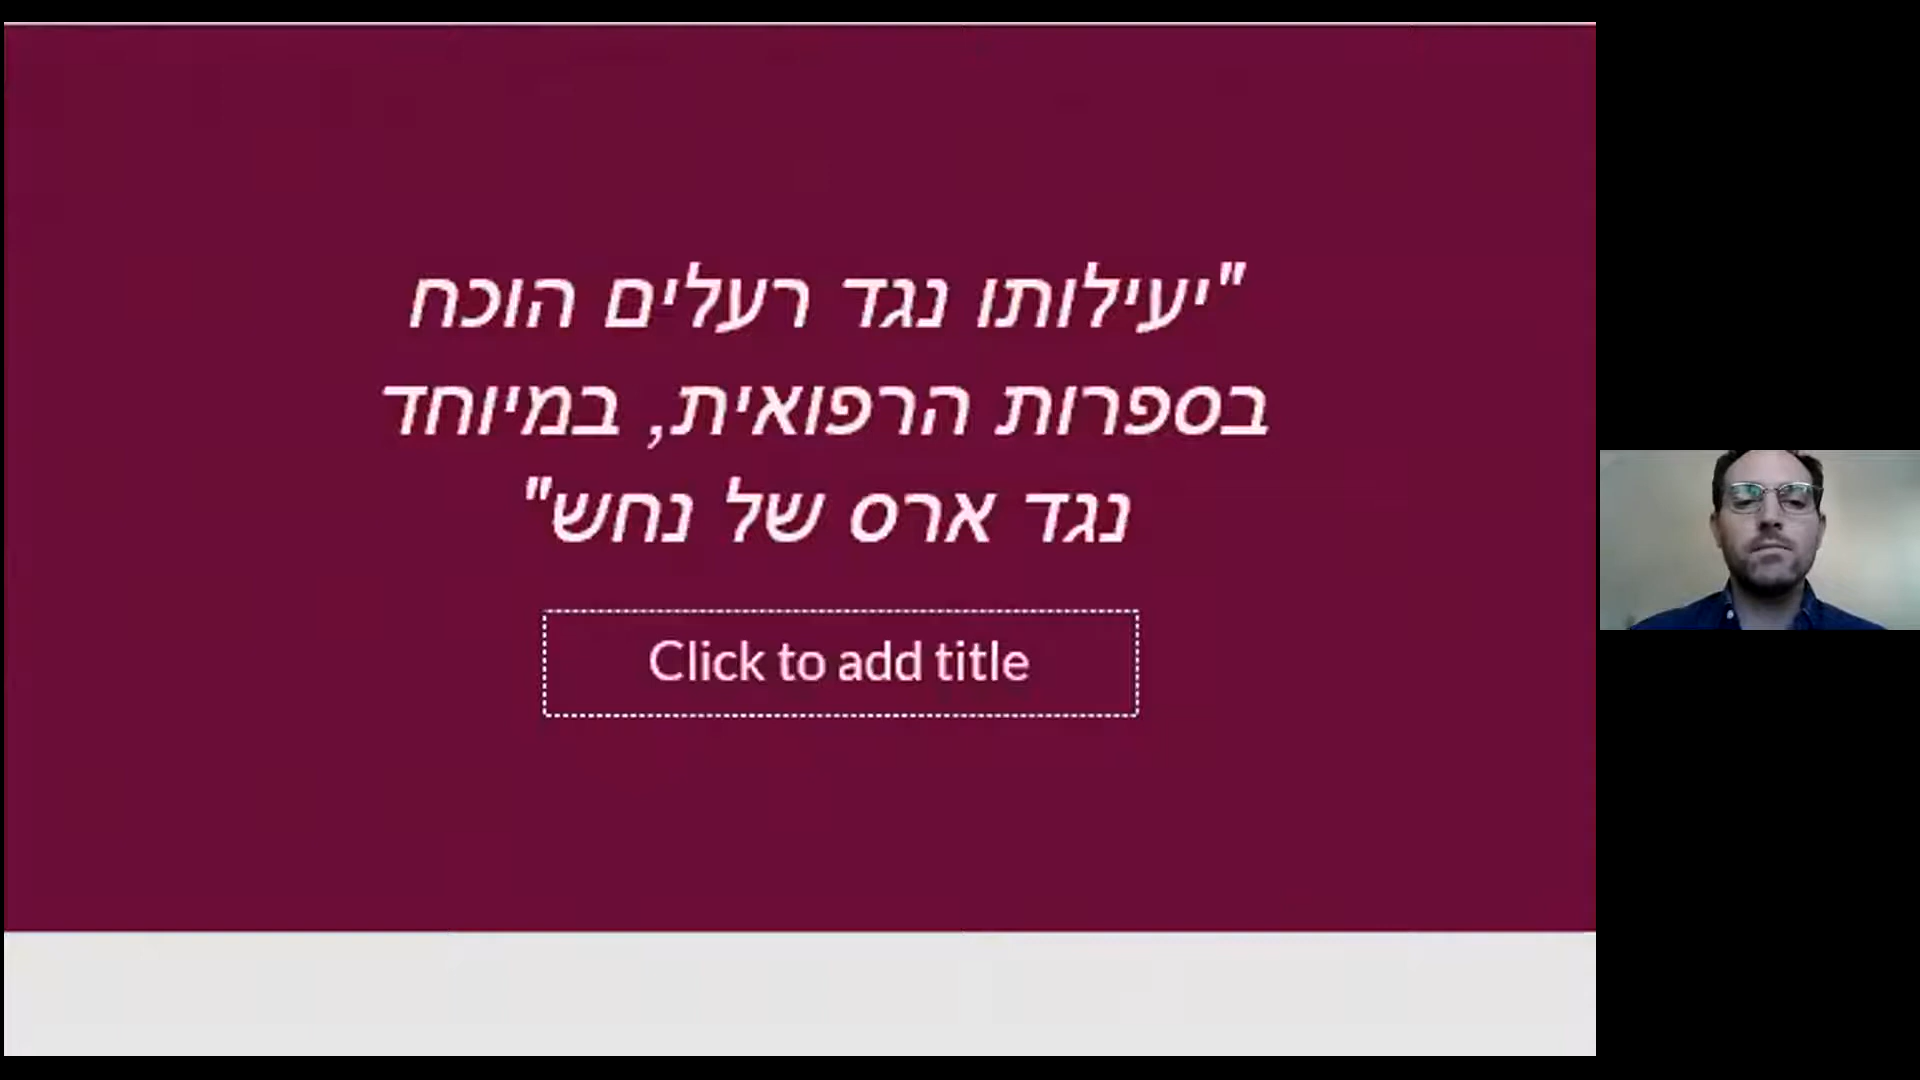 "יעילותו נגד רעלים הוכח
בספרות הרפואית, במיוחד
נגד ארס של נחש"
Click to add title